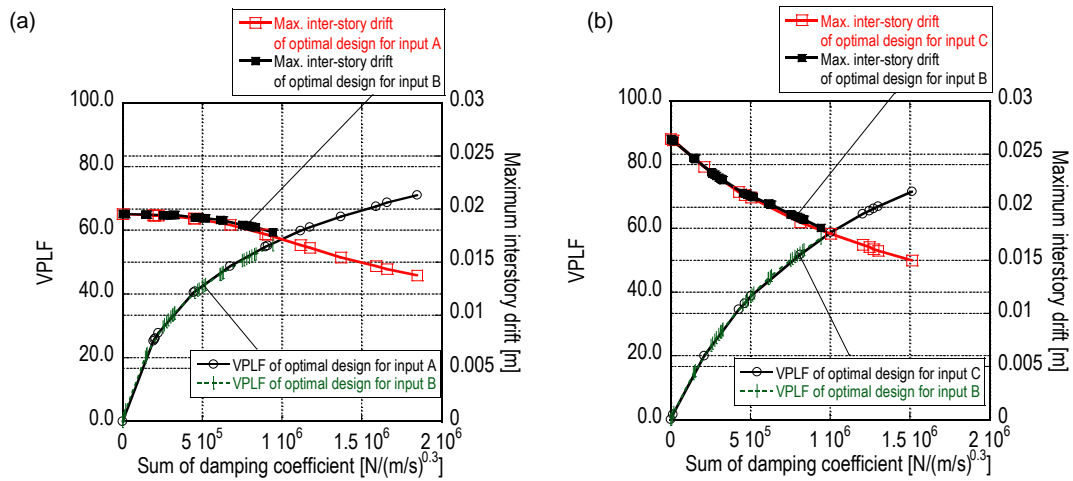 (a)
Max. inter-story drift
of optimal design for input A
Max. inter-story drift
of optimal design for input B
100.0
80.0
60.0
40.0
20.0
0.0
VPLF
0.03
0.025
0.02
0.015
0.01
0.005
0
Maximum interstory drift [m]
VPLF of optimal design for input A
VPLF of optimal design for input B
0
5 10^5
1 10^6
1.5 10^6
2 10^6
Sum of damping coefficient [N/(m/s)^0.3]
(b)
Max. inter-story drift
of optimal design for input C
Max. inter-story drift
of optimal design for input B
100.0
80.0
60.0
40.0
20.0
0.0
VPLF
0.03
0.025
0.02
0.015
0.01
0.005
0
Maximum interstory drift [m]
VPLF of optimal design for input C
VPLF of optimal design for input B
0
5 10^5
1 10^6
1.5 10^6
2 10^6
Sum of damping coefficient [N/(m/s)^0.3]